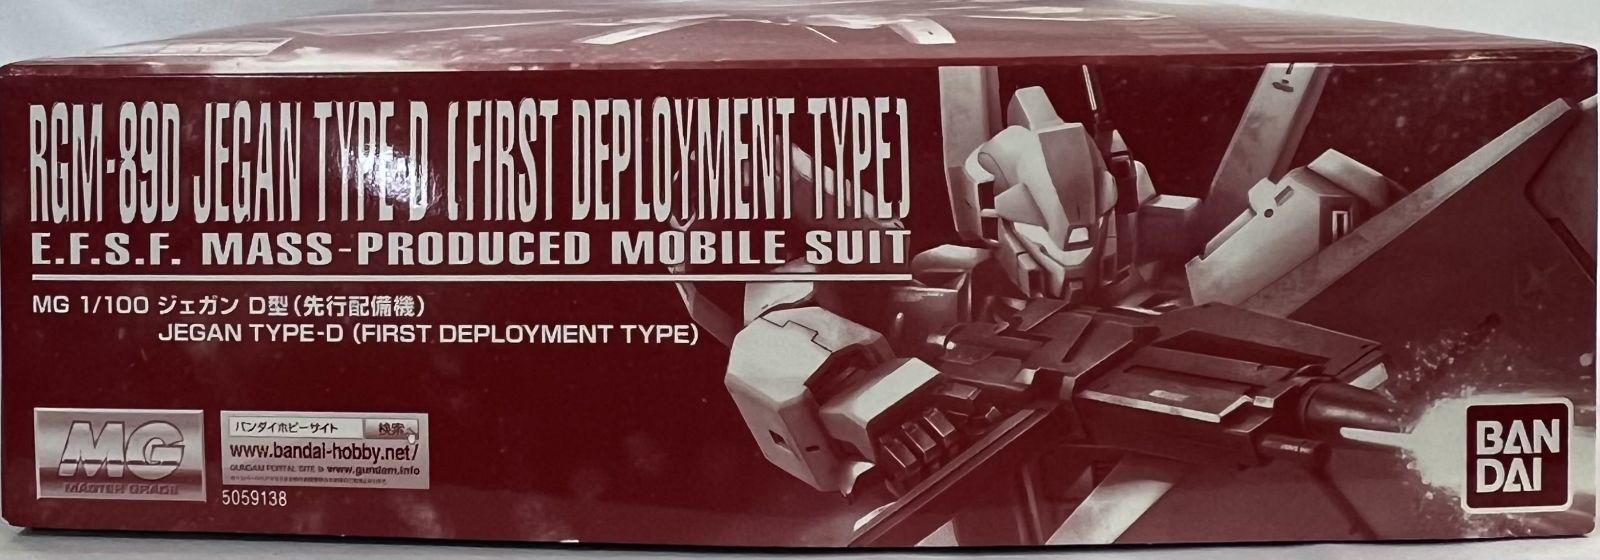 RGM-89D JEGAN TYPE-D [FIRST DEPLOYMENT TYPE]
E.F.S.F. MASS-PRODUCED MOBILE SUIT
MG 1/100 ジェガン D型(先行配備機)
JEGAN TYPE-D (FIRST DEPLOYMENT TYPE)
MG
MASTER GRADE
バンダイホビーサイト 検索
www.bandai-hobby.net/
GUNDAM PORTAL SITE www.gundam.info
5059138
BAN
DAI